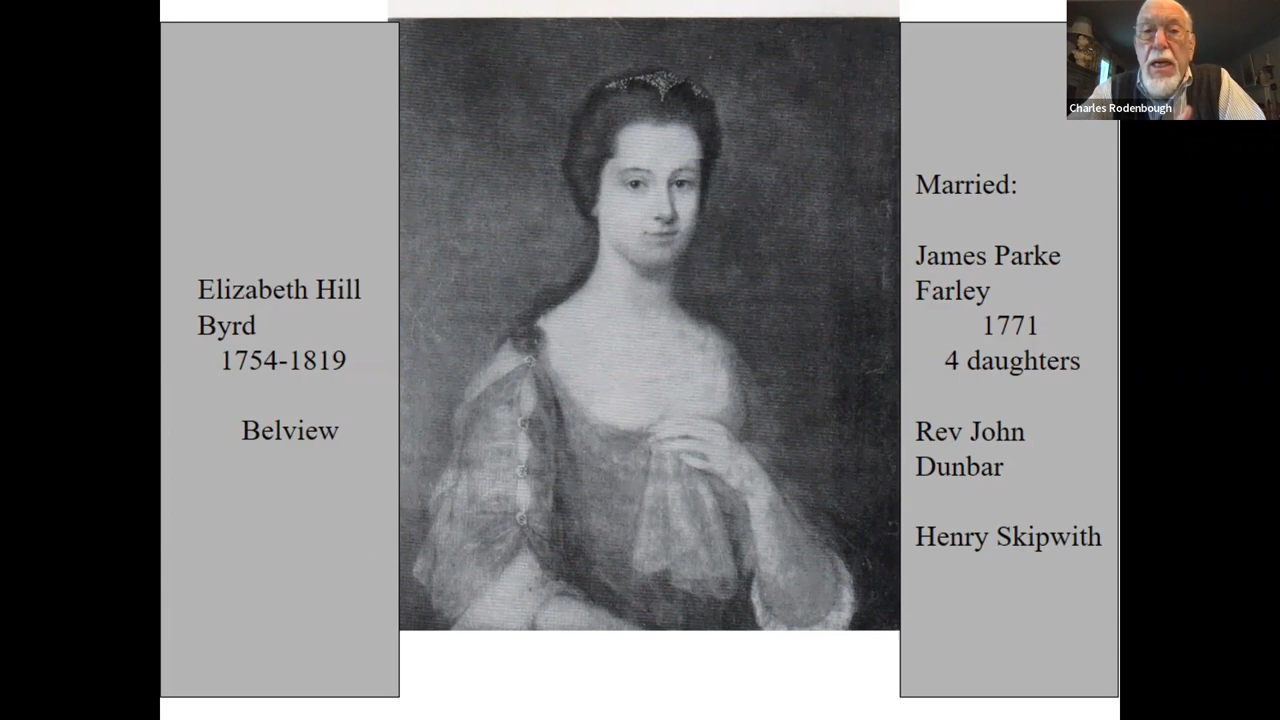 Elizabeth Hill
Byrd
1754-1819
Belview
Married:
James Parke
Farley
1771
4 daughters
Rev John
Dunbar
Henry Skipwith
Charles Rodenbough